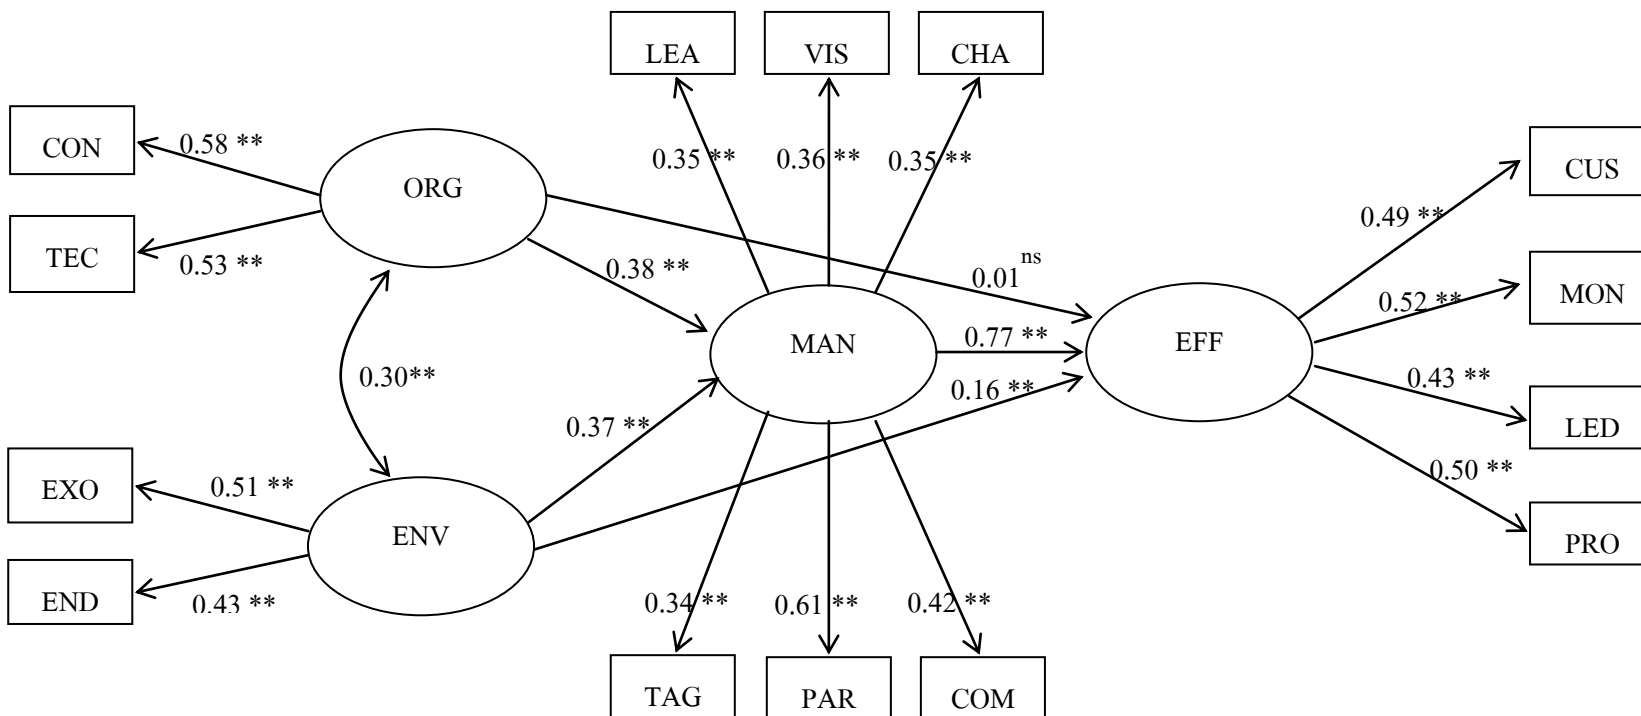 LEA VIS CHA
CON 0.58 ** ORG 0.35 ** 0.36 ** 0.35 ** CUS
0.49 **
TEC 0.53 ** 0.38 ** 0.01 ns
0.52 ** MON
MAN 0.77 ** EFF
0.30** 0.16 ** 0.43 **
0.37 ** LED
EXO 0.51 ** 0.50 **
ENV PRO
END 0.43 ** 0.34 ** 0.61 ** 0.42 **
TAG PAR COM